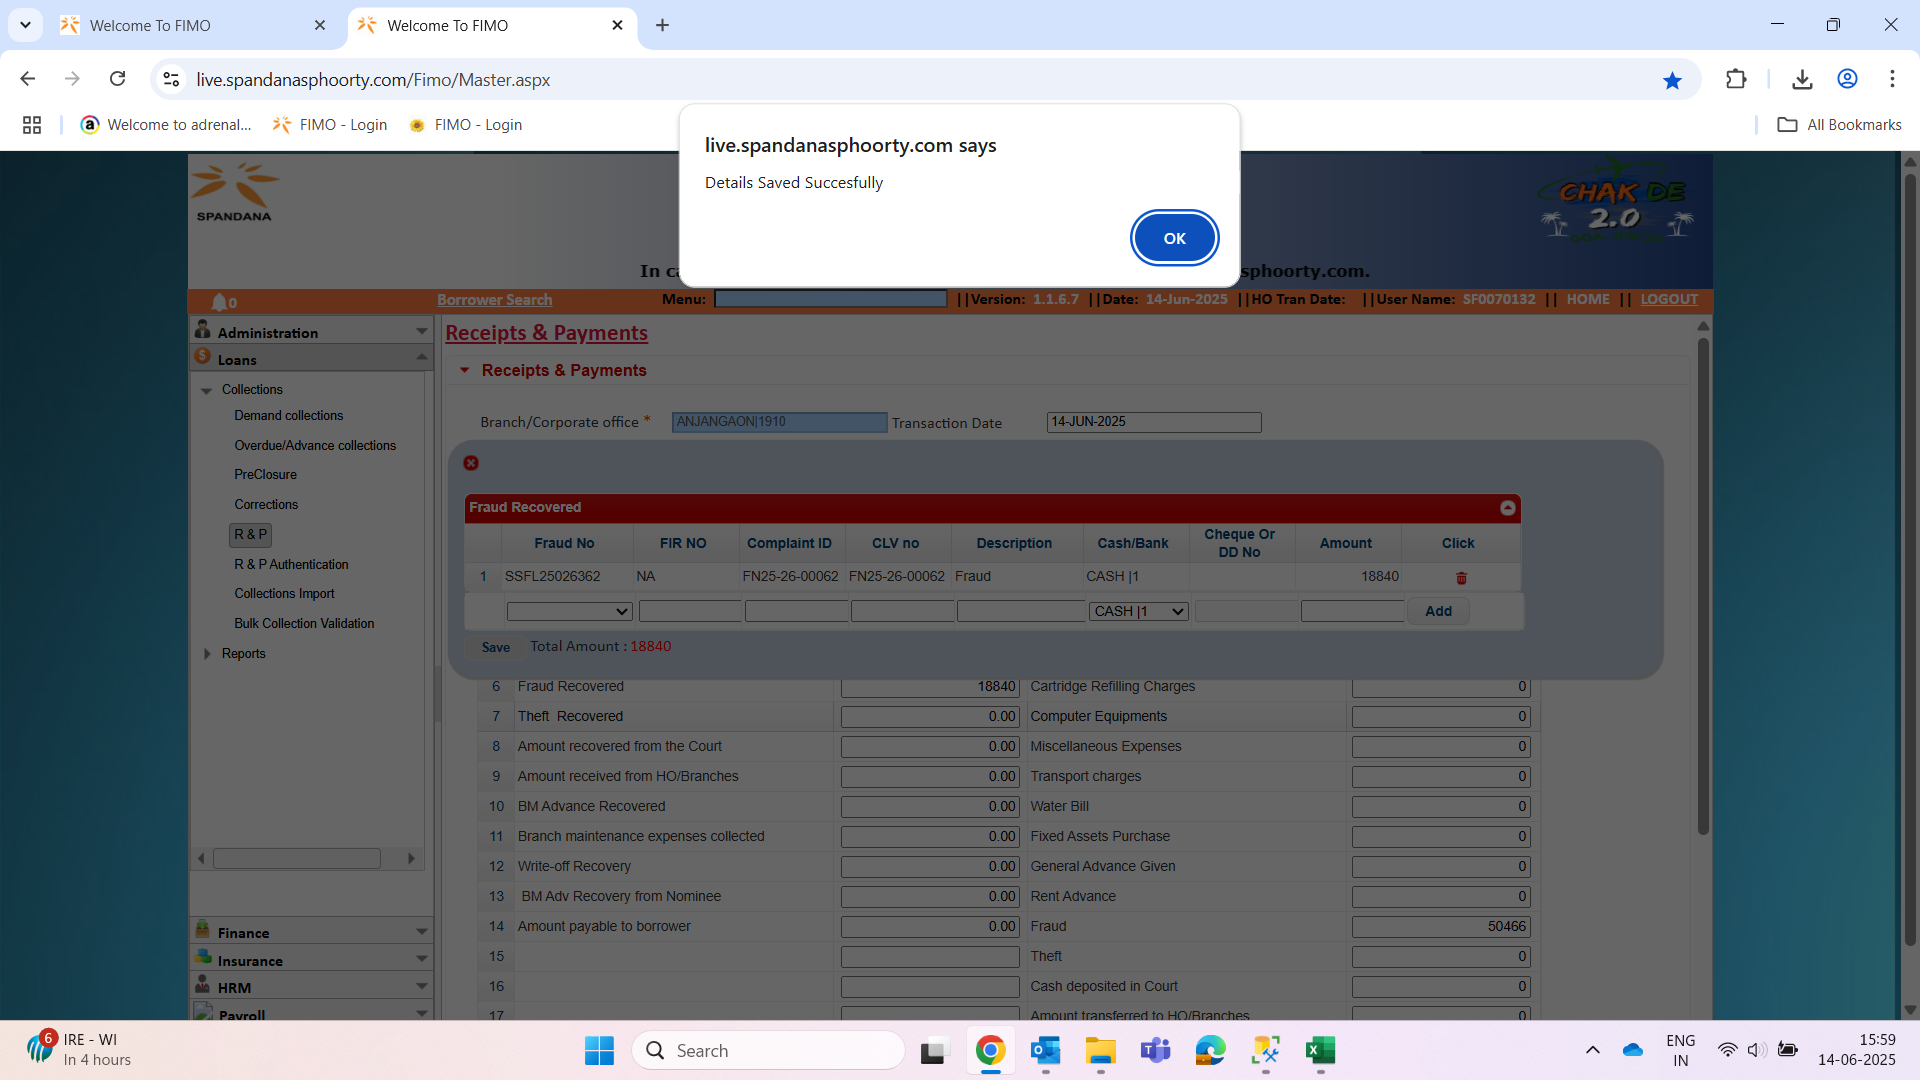 Welcome To FIMO
Welcome To FIMO
live.spandanasphoorty.com/Fimo/Master.aspx
Welcome to adrenal...
FIMO - Login
FIMO - Login
All Bookmarks
live.spandanasphoorty.com says
Details Saved Succesfully
OK
SPANDANA
CHAK DE
2.0
In ca
sphoorty.com.
0
Borrower Search
Menu:
||Version: 1.1.6.7 ||Date: 14-Jun-2025 ||HO Tran Date: ||User Name: SF0070132 || HOME || LOGOUT
Administration
Loans
Collections
Demand collections
Overdue/Advance collections
PreClosure
Corrections
R & P
R & P Authentication
Collections Import
Bulk Collection Validation
Reports
Finance
Insurance
HRM
Payroll
Receipts & Payments
Receipts & Payments
Branch/Corporate office * ANJANGAON|1910 Transaction Date 14-JUN-2025
Fraud Recovered
Fraud No FIR NO Complaint ID CLV no Description Cash/Bank Cheque Or DD No Amount Click
1 SSFL25026362 NA FN25-26-00062 FN25-26-00062 Fraud CASH |1 18840
CASH |1 Add
Save Total Amount : 18840
6 Fraud Recovered 18840 Cartridge Refilling Charges 0
7 Theft Recovered 0.00 Computer Equipments 0
8 Amount recovered from the Court 0.00 Miscellaneous Expenses 0
9 Amount received from HO/Branches 0.00 Transport charges 0
10 BM Advance Recovered 0.00 Water Bill 0
11 Branch maintenance expenses collected 0.00 Fixed Assets Purchase 0
12 Write-off Recovery 0.00 General Advance Given 0
13 BM Adv Recovery from Nominee 0.00 Rent Advance 0
14 Amount payable to borrower 0.00 Fraud 50466
15 Theft 0
16 Cash deposited in Court 0
17 Amount transferred to HO/Branches 0
6
IRE - WI
In 4 hours
Search
ENG
IN
15:59
14-06-2025